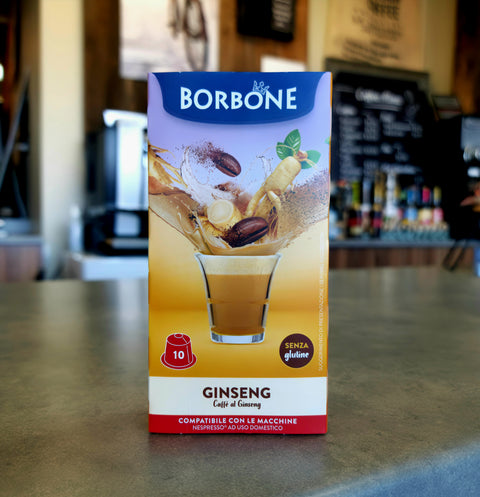 BORBONE
10
SENZA
glutine
GINSENG
Caffè al Ginseng
COMPATIBILE CON LE MACCHINE
NESPRESSO® AD USO DOMESTICO